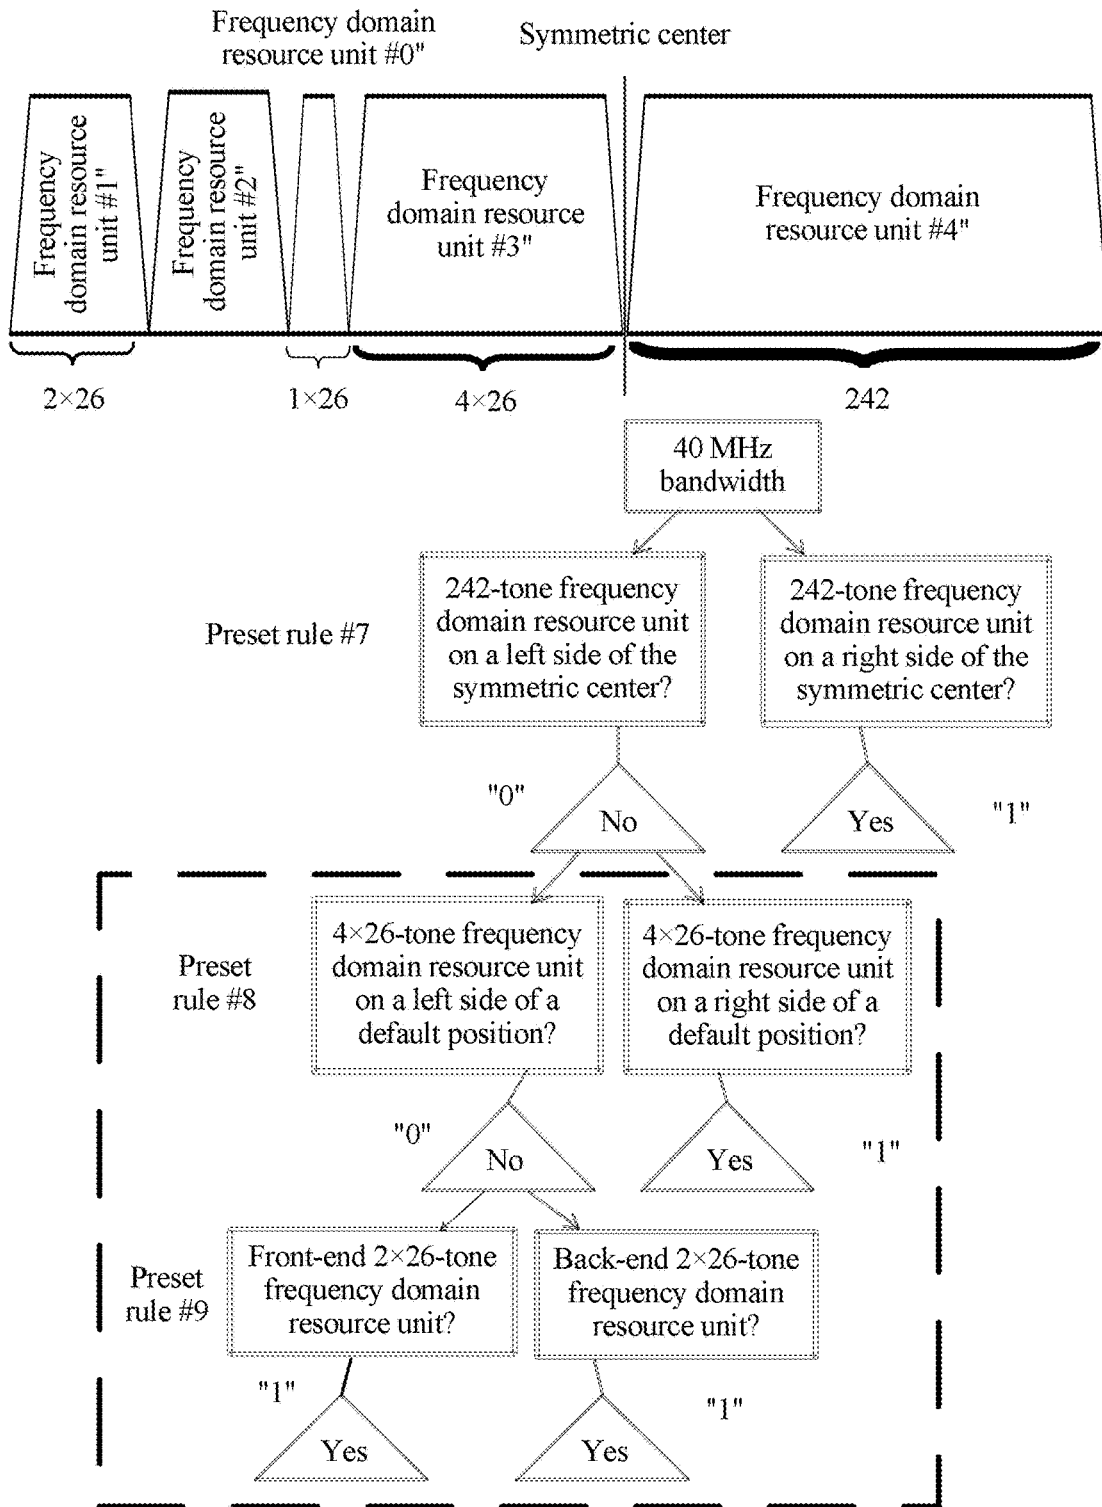 Frequency domain
resource unit #0"
Symmetric center
Frequency
domain resource
unit #1"
Frequency
domain resource
unit #2"
Frequency
domain resource
unit #3"
Frequency domain
resource unit #4"
2×26
1×26
4×26
242
40 MHz
bandwidth
Preset rule #7
242-tone frequency
domain resource unit
on a left side of the
symmetric center?
242-tone frequency
domain resource unit
on a right side of the
symmetric center?
"0"
No
Yes
"1"
Preset
rule #8
4×26-tone frequency
domain resource unit
on a left side of a
default position?
4×26-tone frequency
domain resource unit
on a right side of a
default position?
"0"
No
Yes
"1"
Preset
rule #9
Front-end 2×26-tone
frequency domain
resource unit?
Back-end 2×26-tone
frequency domain
resource unit?
"1"
Yes
Yes
"1"